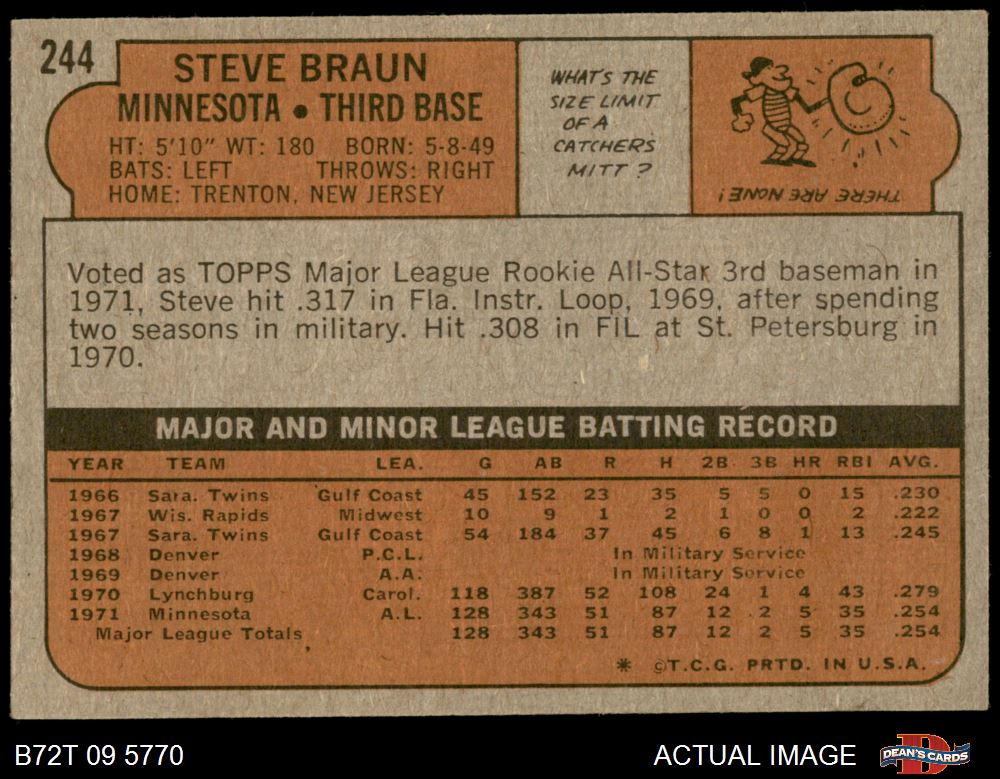 244
STEVE BRAUN
MINNESOTA • THIRD BASE
HT: 5'10" WT: 180 BORN: 5-8-49
BATS: LEFT THROWS: RIGHT
HOME: TRENTON, NEW JERSEY
WHAT'S THE
SIZE LIMIT
OF A
CATCHERS
MITT ?
THERE ARE NONE!
Voted as TOPPS Major League Rookie All-Star 3rd baseman in
1971, Steve hit .317 in Fla. Instr. Loop, 1969, after spending
two seasons in military. Hit .308 in FIL at St. Petersburg in
1970.
MAJOR AND MINOR LEAGUE BATTING RECORD
YEAR TEAM LEA. G AB R H 2B 3B HR RBI AVG.
1966 Sara. Twins Gulf Coast 45 152 23 35 5 5 0 15 .230
1967 Wis. Rapids Midwest 10 9 1 2 1 0 0 2 .222
1967 Sara. Twins Gulf Coast 54 184 37 45 6 8 1 13 .245
1968 Denver P.C.L. In Military Service
1969 Denver A.A. In Military Service
1970 Lynchburg Carol. 118 387 52 108 24 1 4 43 .279
1971 Minnesota A.L. 128 343 51 87 12 2 5 35 .254
Major League Totals 128 343 51 87 12 2 5 35 .254
* ©T.C.G. PRTD. IN U.S.A.
B72T 09 5770 ACTUAL IMAGE DEAN'S CARDS